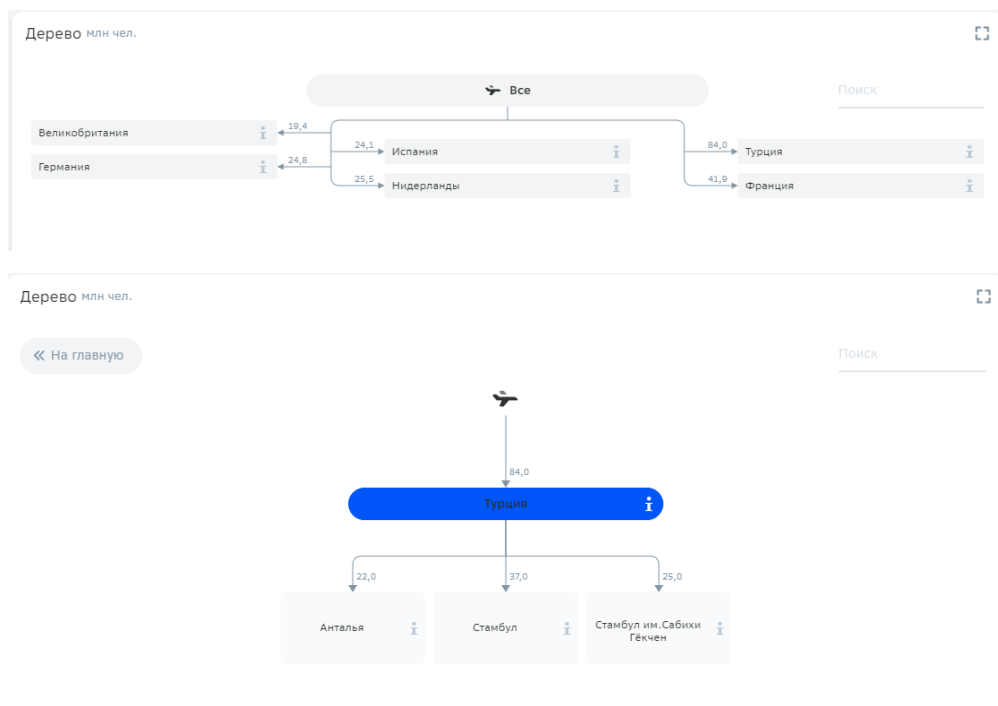 Дерево млн чел.
Все
Поиск
Великобритания
19,4
Германия
24,8
24,1
Испания
25,5
Нидерланды
84,0
Турция
41,9
Франция
Дерево млн чел.
На главную
Поиск
84,0
Турция
22,0
37,0
25,0
Анталья
Стамбул
Стамбул им.Сабихи
Гёкчен